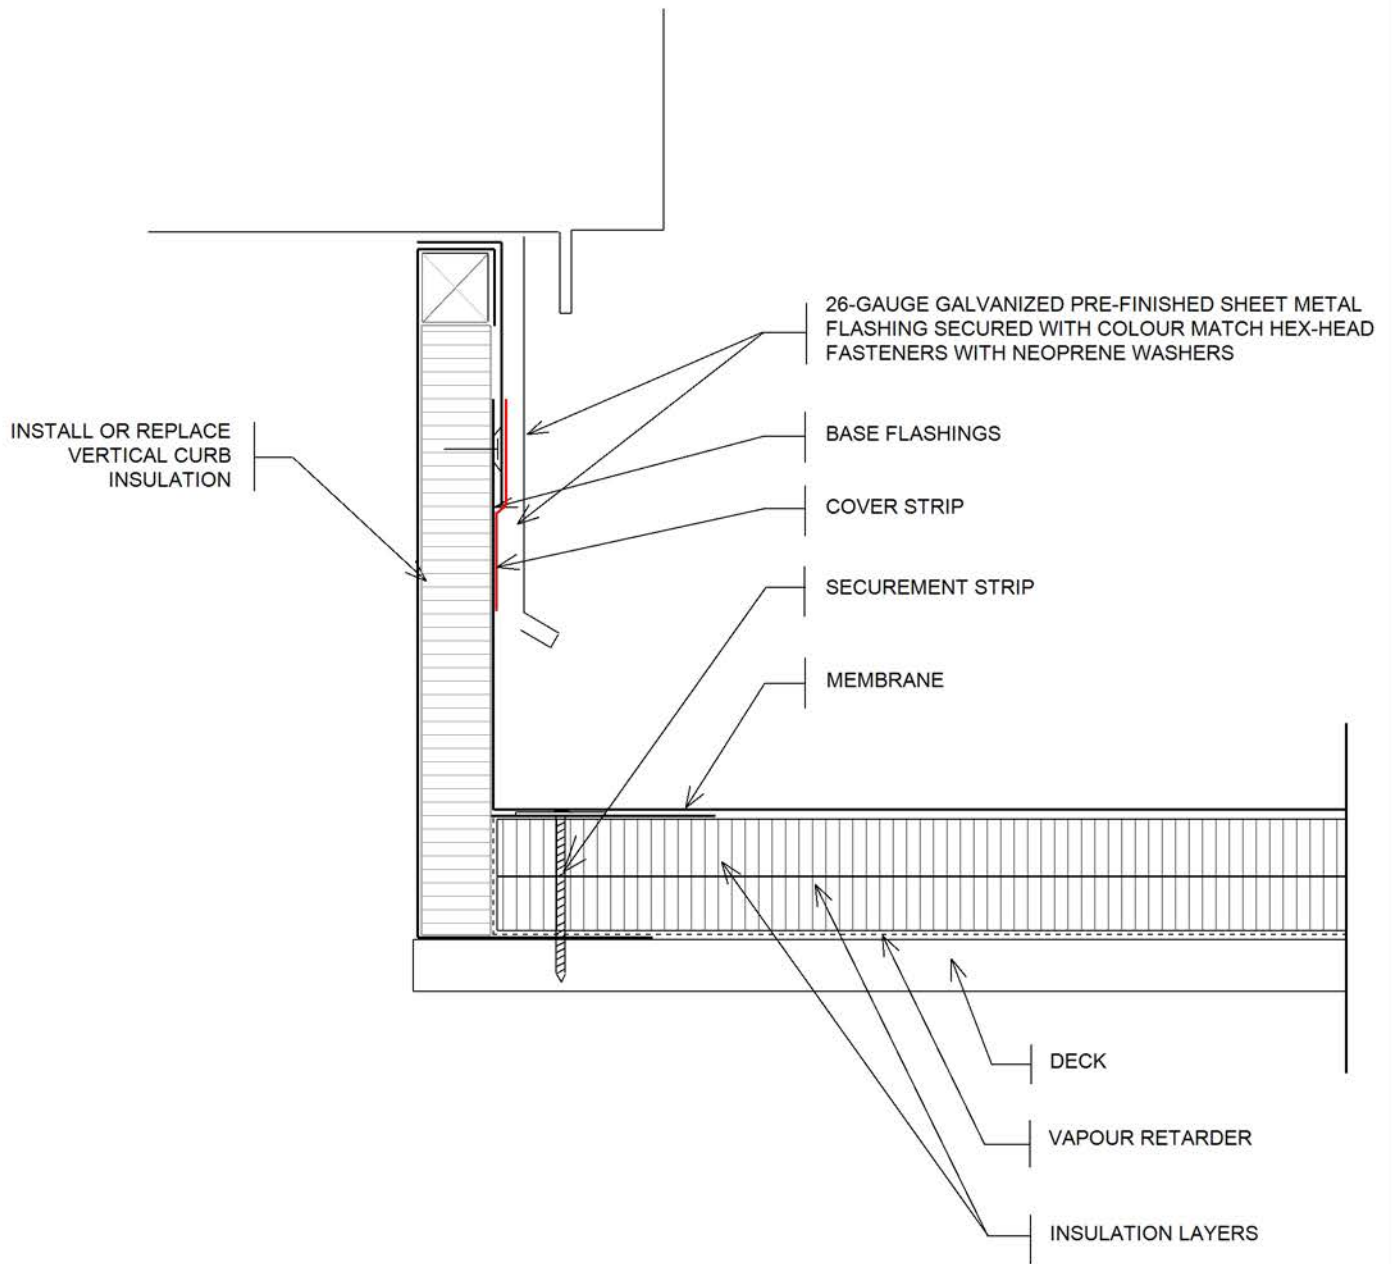 26-GAUGE GALVANIZED PRE-FINISHED SHEET METAL
FLASHING SECURED WITH COLOUR MATCH HEX-HEAD
FASTENERS WITH NEOPRENE WASHERS
INSTALL OR REPLACE
VERTICAL CURB
INSULATION
BASE FLASHINGS
COVER STRIP
SECUREMENT STRIP
MEMBRANE
DECK
VAPOUR RETARDER
INSULATION LAYERS